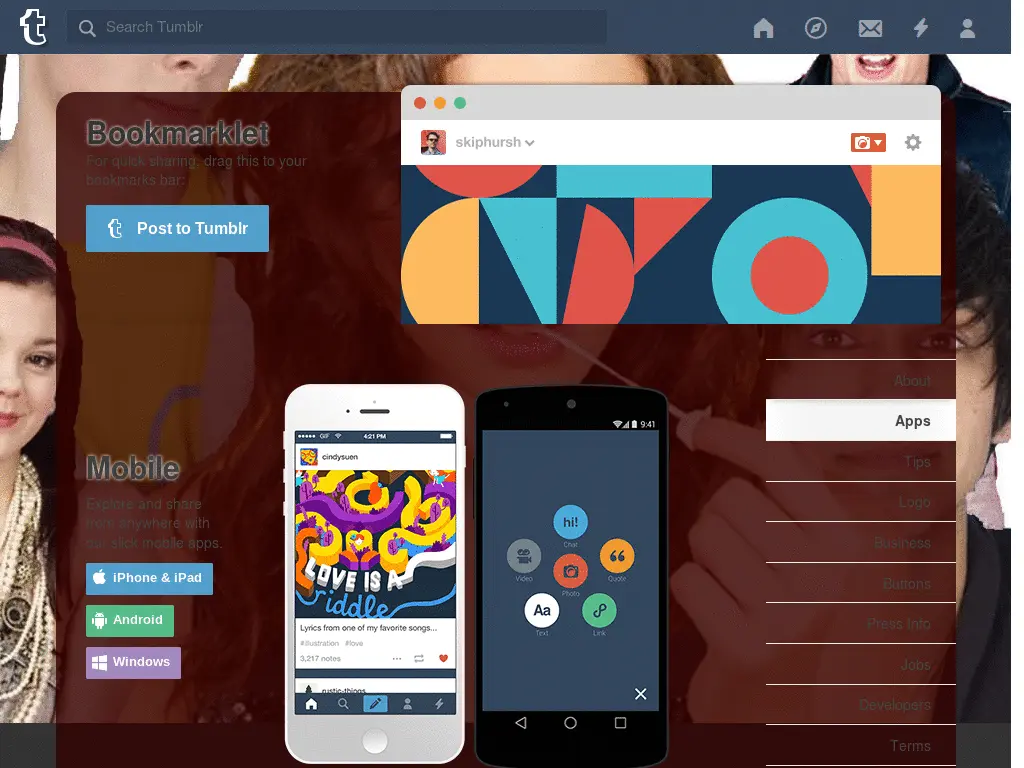 Search Tumblr
Bookmarklet
For quick sharing, drag this to your
bookmarks bar:
Post to Tumblr
skiphursh
Mobile
Explore and share
from anywhere with
our slick mobile apps.
iPhone & iPad
Android
Windows
GIF
4:21 PM
cindysuen
LOVE IS A
riddle
Lyrics from one of my favorite songs...
#illustration #love
3,217 notes
rustic-things
9:41
hi!
Chat
Video
Quote
Photo
Aa
Text
Link
About
Apps
Tips
Logo
Business
Buttons
Press Info
Jobs
Developers
Terms